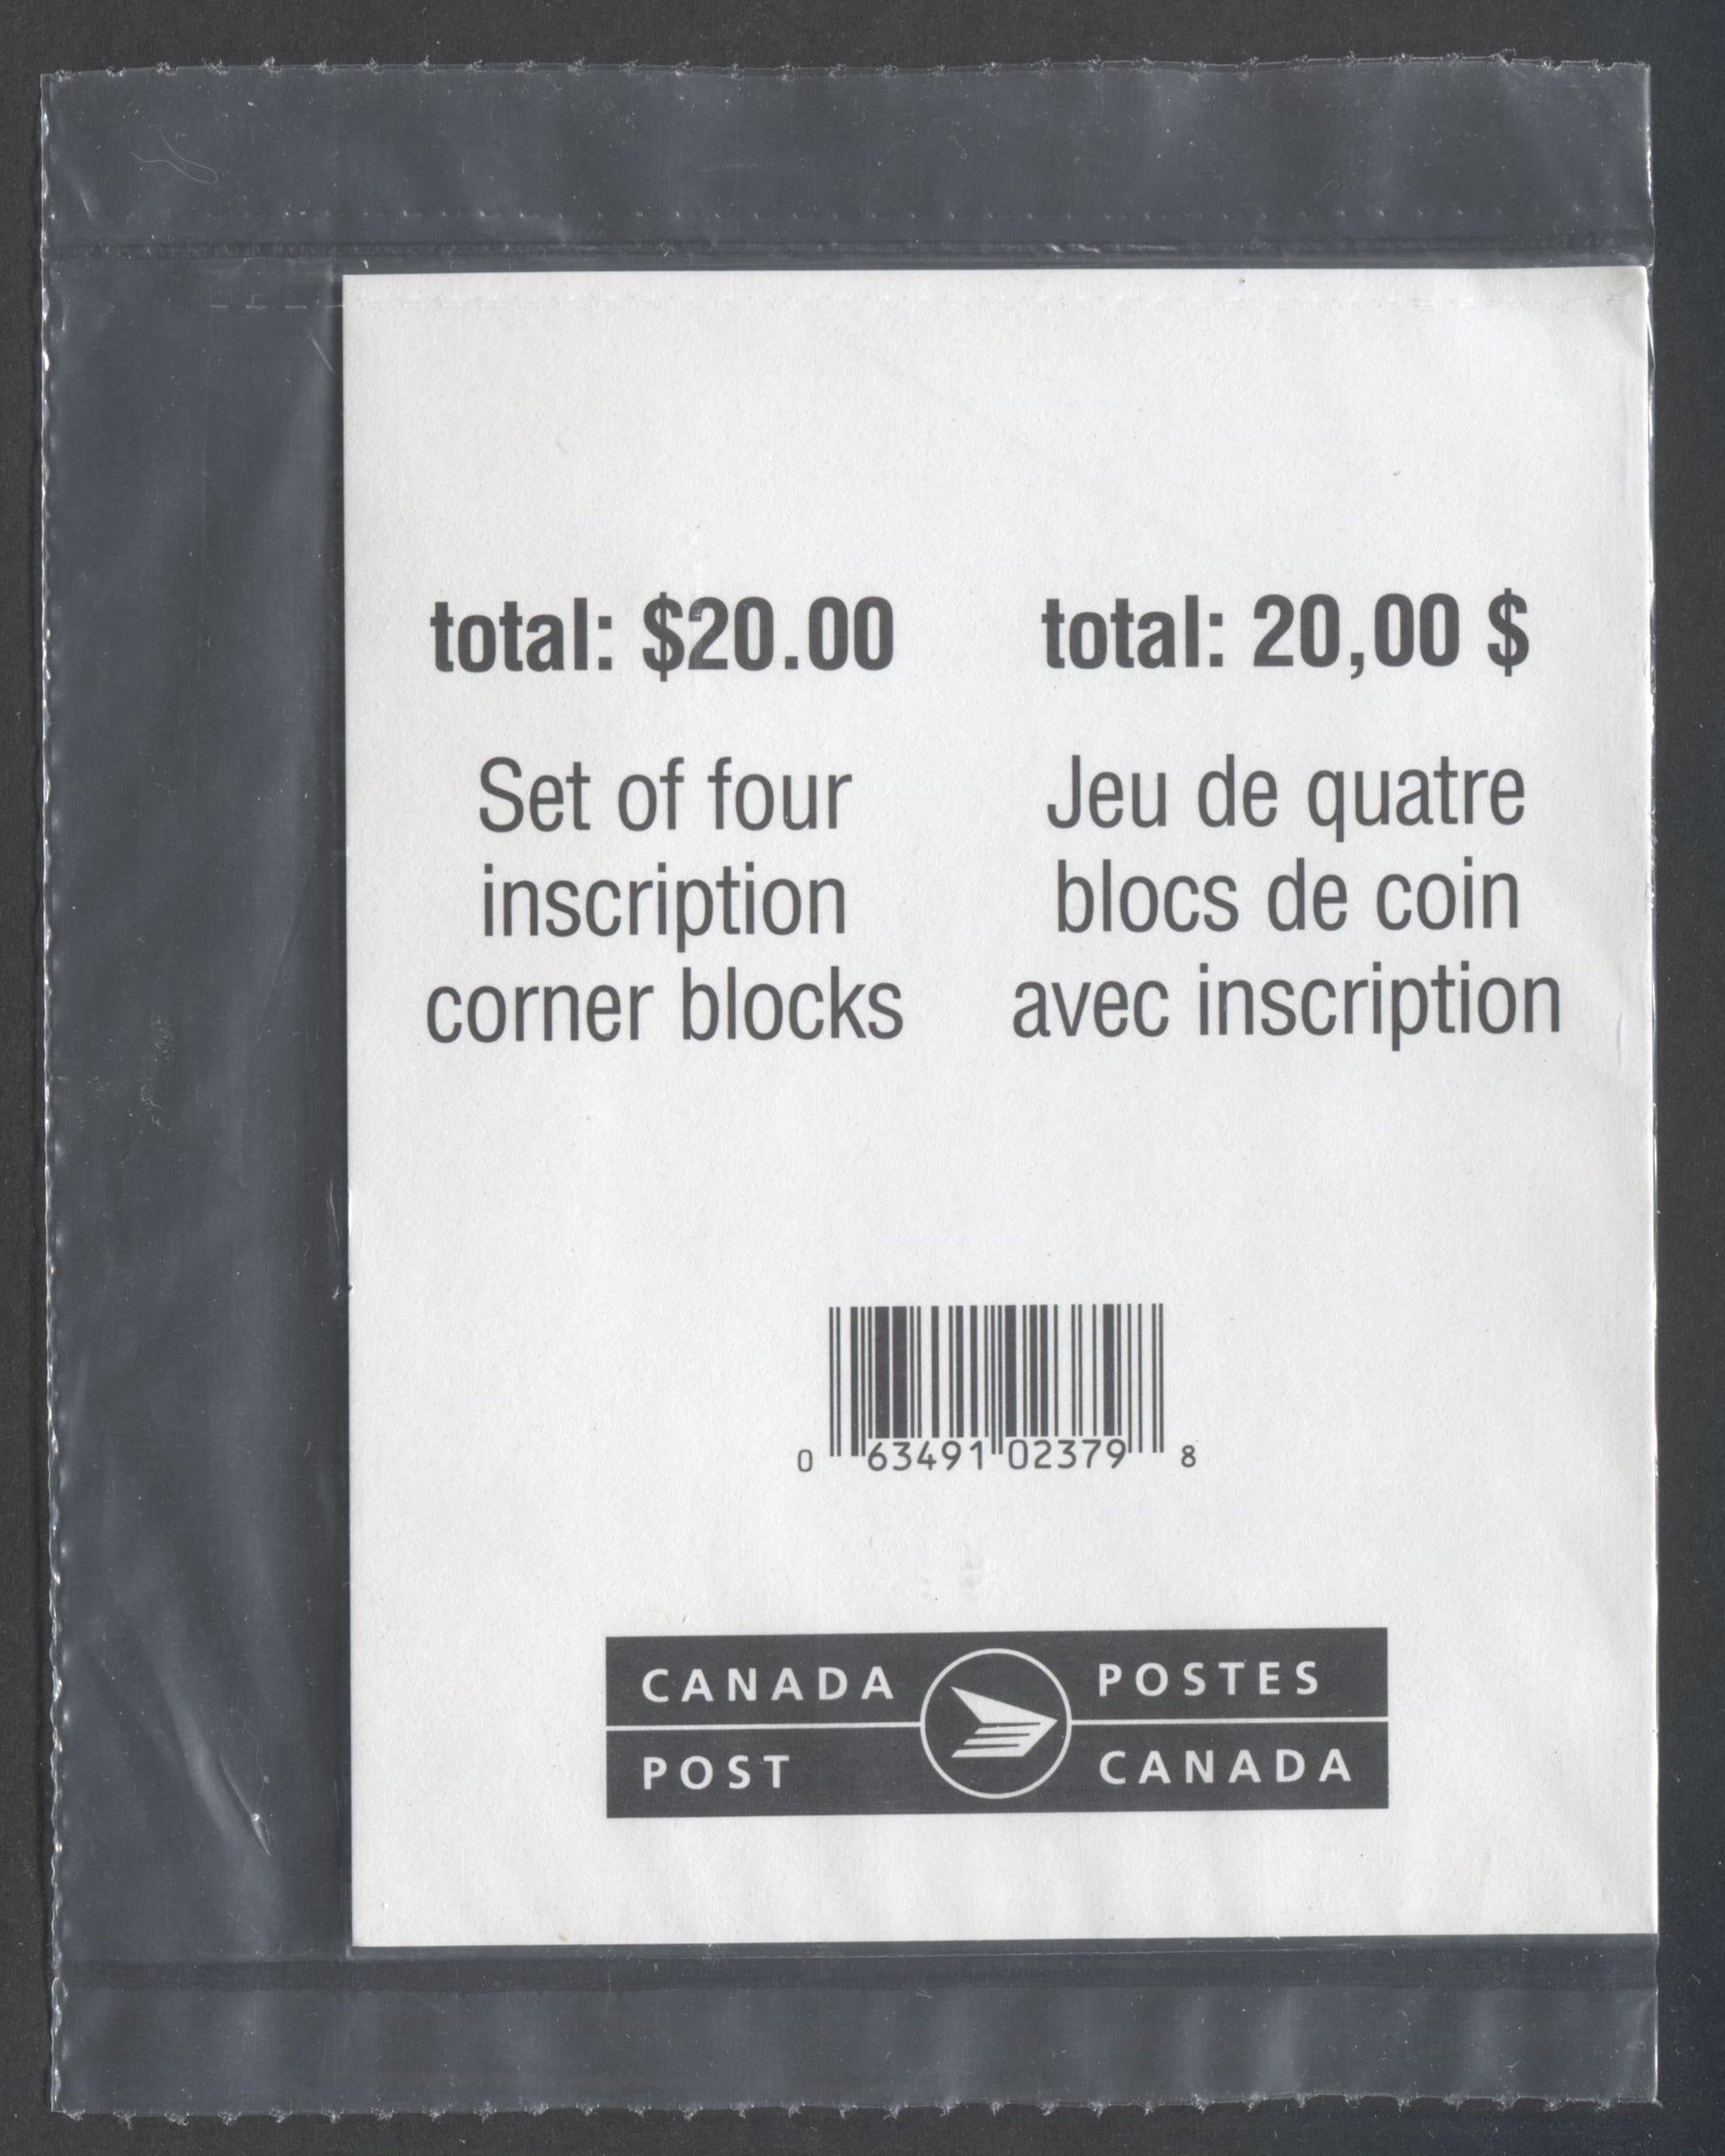 total: $20.00
Set of four
inscription
corner blocks
total: 20,00 $
Jeu de quatre
blocs de coin
avec inscription
0 63491 02379 8
CANADA
POST
POSTES
CANADA